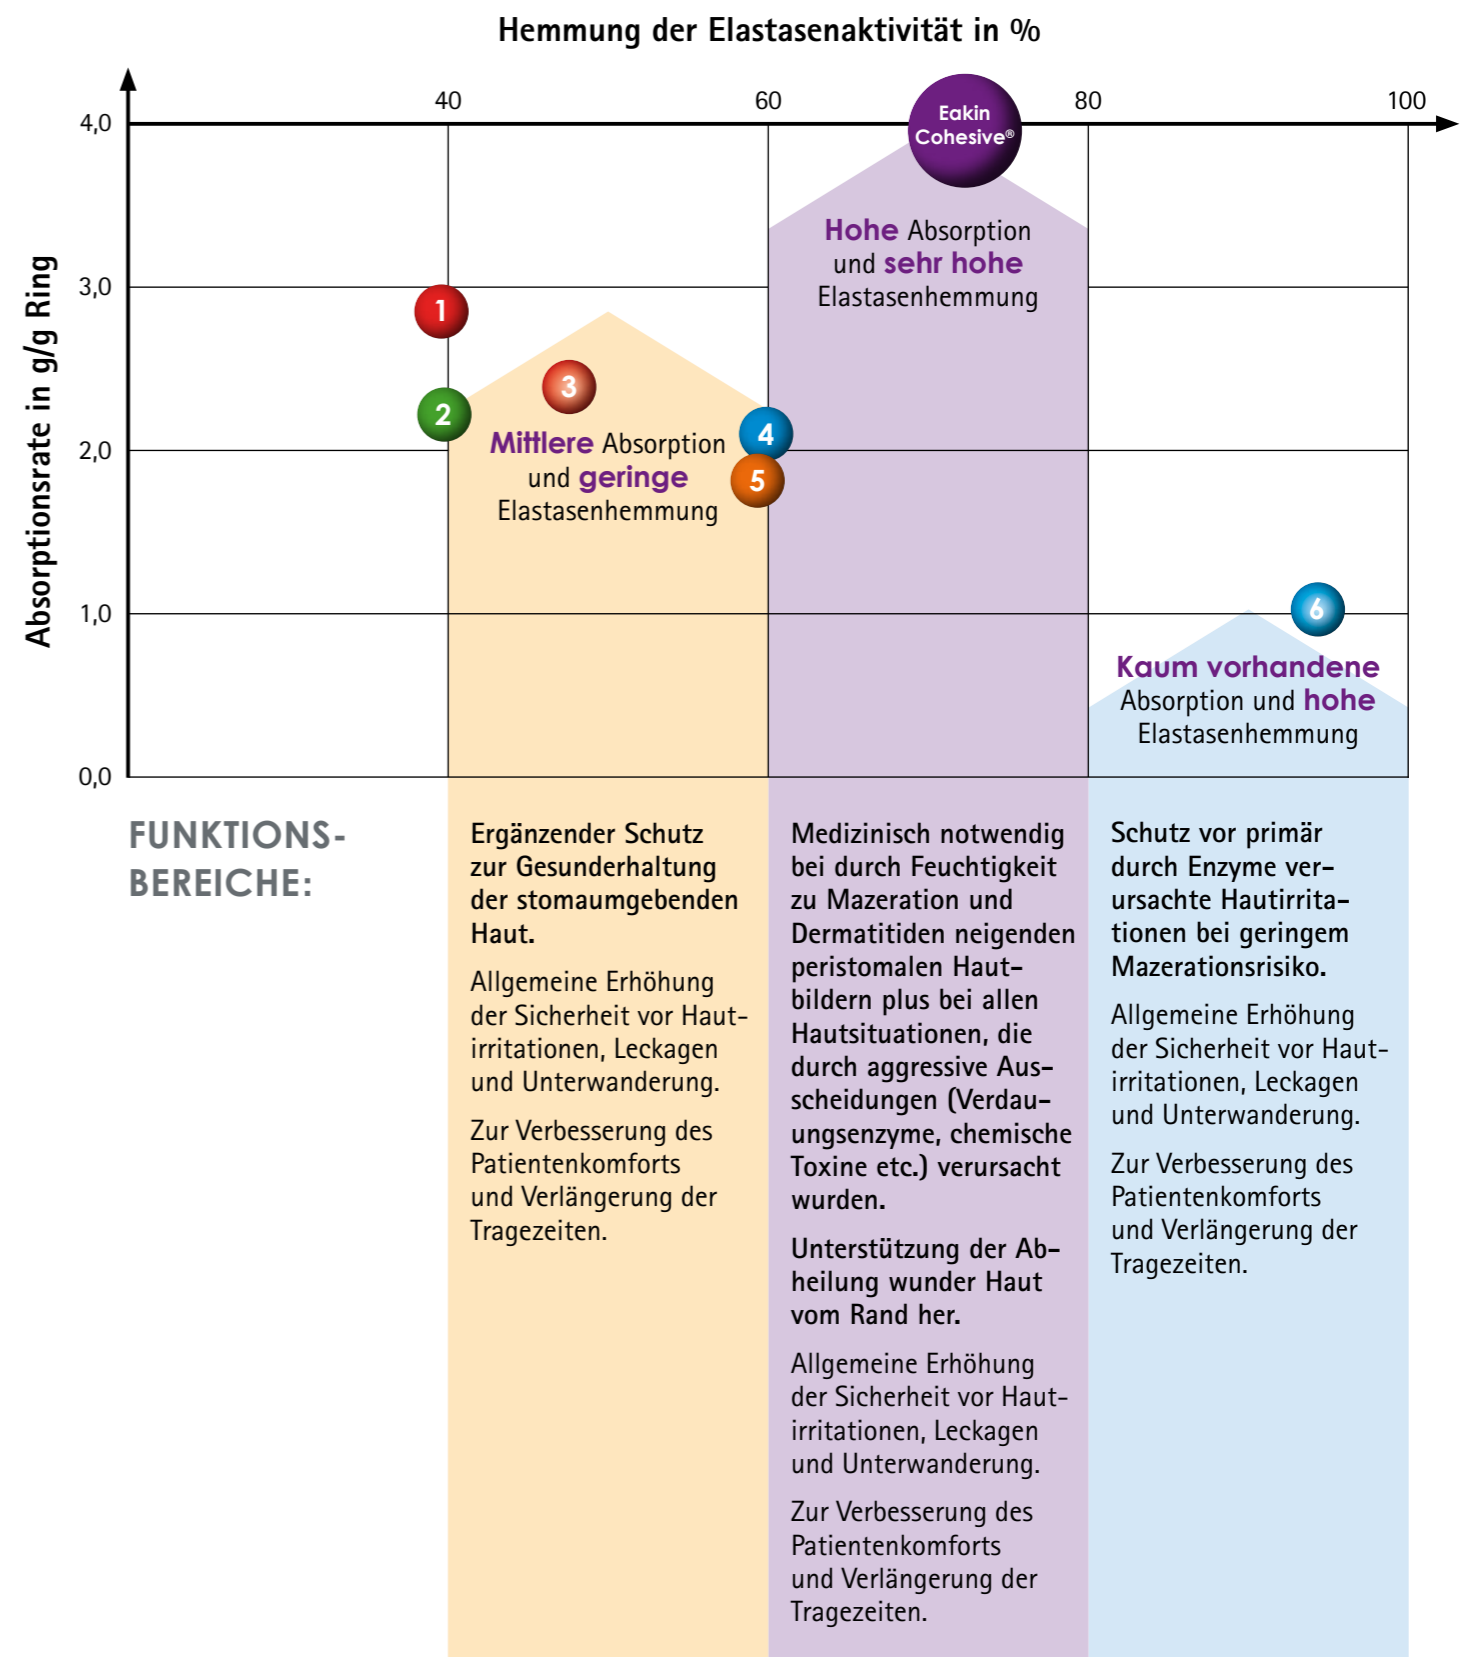 Hemmung der Elastasenaktivität in %
40
60
80
100
Absorptionsrate in g/g Ring
4,0
3,0
2,0
1,0
0,0
Eakin
Cohesive®
Hohe Absorption
und sehr hohe
Elastasenhemmung
1
2
3
4
5
6
Mittlere Absorption
und geringe
Elastasenhemmung
Kaum vorhandene
Absorption und hohe
Elastasenhemmung
FUNKTIONS-
BEREICHE:
Ergänzender Schutz
zur Gesunderhaltung
der stomaumgebenden
Haut.
Allgemeine Erhöhung
der Sicherheit vor Haut-
irritationen, Leckagen
und Unterwanderung.
Zur Verbesserung des
Patientenkomforts
und Verlängerung der
Tragezeiten.
Medizinisch notwendig
bei durch Feuchtigkeit
zu Mazeration und
Dermatitiden neigenden
peristomalen Haut-
bildern plus bei allen
Hautsituationen, die
durch aggressive Aus-
scheidungen (Verdau-
ungsenzyme, chemische
Toxine etc.) verursacht
wurden.
Unterstützung der Ab-
heilung wunder Haut
vom Rand her.
Allgemeine Erhöhung
der Sicherheit vor Haut-
irritationen, Leckagen
und Unterwanderung.
Zur Verbesserung des
Patientenkomforts
und Verlängerung der
Tragezeiten.
Schutz vor primär
durch Enzyme ver-
ursachte Hautirrita-
tionen bei geringem
Mazerationsrisiko.
Allgemeine Erhöhung
der Sicherheit vor Haut-
irritationen, Leckagen
und Unterwanderung.
Zur Verbesserung des
Patientenkomforts
und Verlängerung der
Tragezeiten.